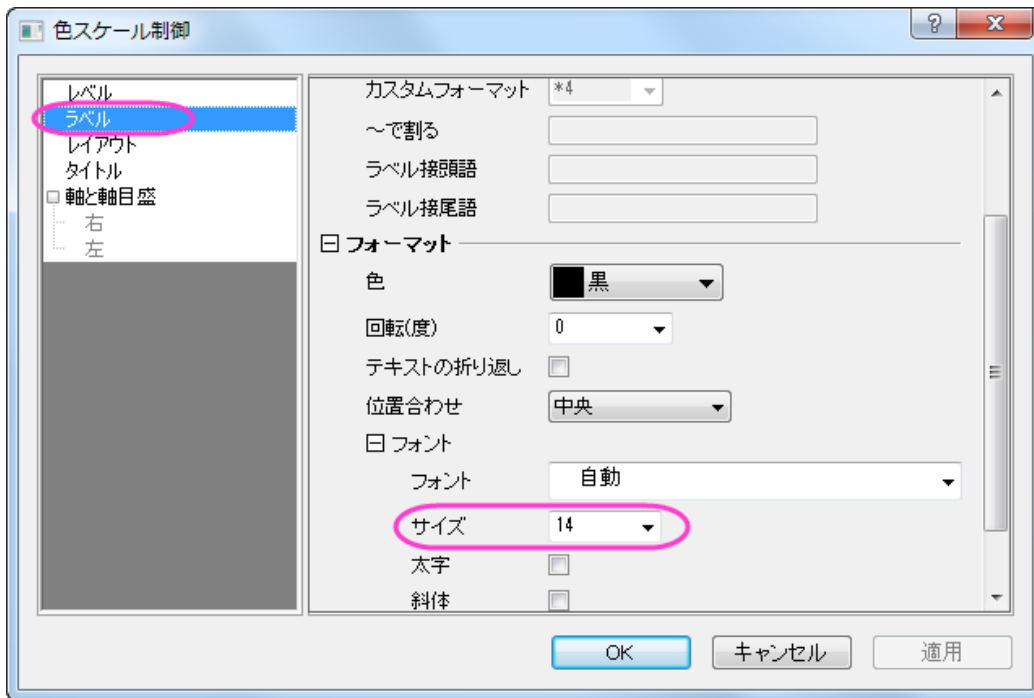 色スケール制御
レベル
ラベル
レイアウト
タイトル
軸と軸目盛
右
左
カスタムフォーマット *4
～で割る
ラベル接頭語
ラベル接尾語
フォーマット
色 黒
回転(度) 0
テキストの折り返し
位置合わせ 中央
フォント
フォント 自動
サイズ 14
太字
斜体
OK キャンセル 適用